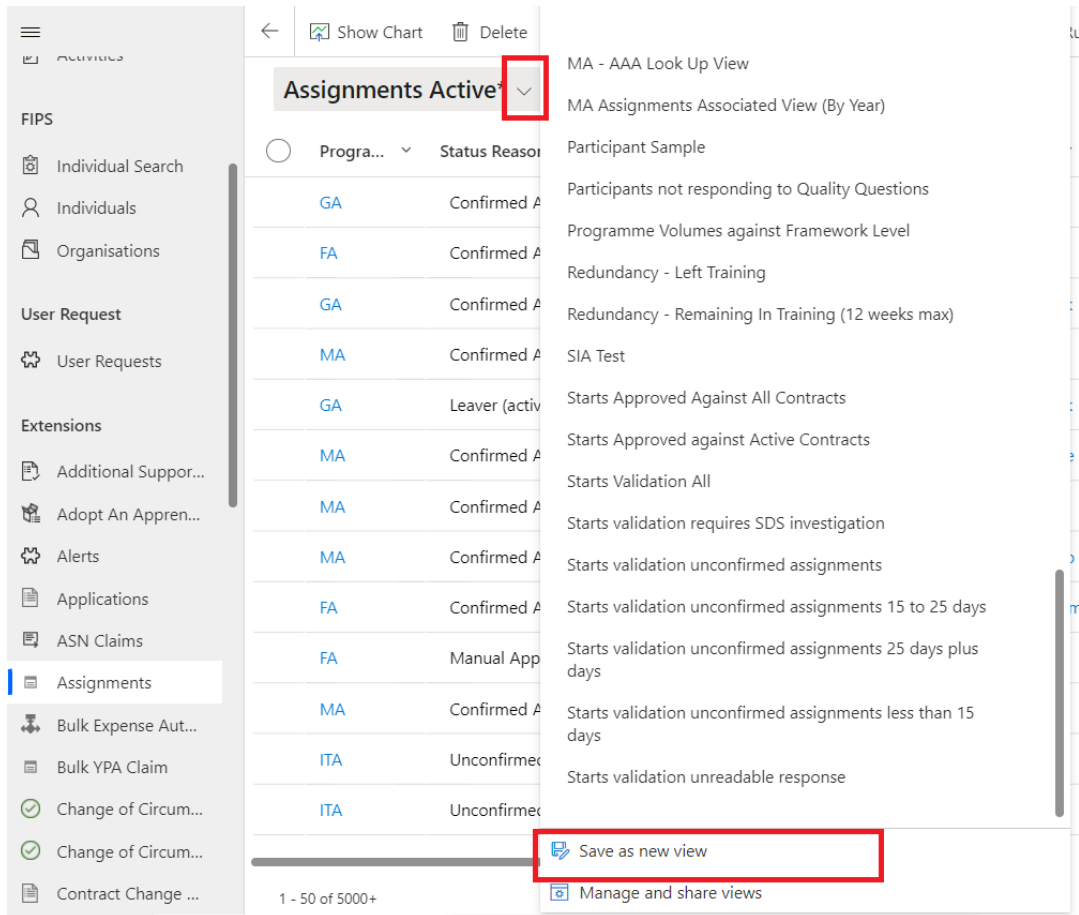 Show Chart
Delete
Activities
Assignments Active*
FIPS
Individual Search
Individuals
Organisations
User Request
User Requests
Extensions
Additional Suppor...
Adopt An Appren...
Alerts
Applications
ASN Claims
Assignments
Bulk Expense Aut...
Bulk YPA Claim
Change of Circum...
Change of Circum...
Contract Change ...
Progra...
Status Reason
GA Confirmed A
FA Confirmed A
GA Confirmed A
MA Confirmed A
GA Leaver (activ
MA Confirmed A
MA Confirmed A
MA Confirmed A
FA Confirmed A
FA Manual App
MA Confirmed A
ITA Unconfirmed
ITA Unconfirmed
1 - 50 of 5000+
MA - AAA Look Up View
MA Assignments Associated View (By Year)
Participant Sample
Participants not responding to Quality Questions
Programme Volumes against Framework Level
Redundancy - Left Training
Redundancy - Remaining In Training (12 weeks max)
SIA Test
Starts Approved Against All Contracts
Starts Approved against Active Contracts
Starts Validation All
Starts validation requires SDS investigation
Starts validation unconfirmed assignments
Starts validation unconfirmed assignments 15 to 25 days
Starts validation unconfirmed assignments 25 days plus
days
Starts validation unconfirmed assignments less than 15
days
Starts validation unreadable response
Save as new view
Manage and share views